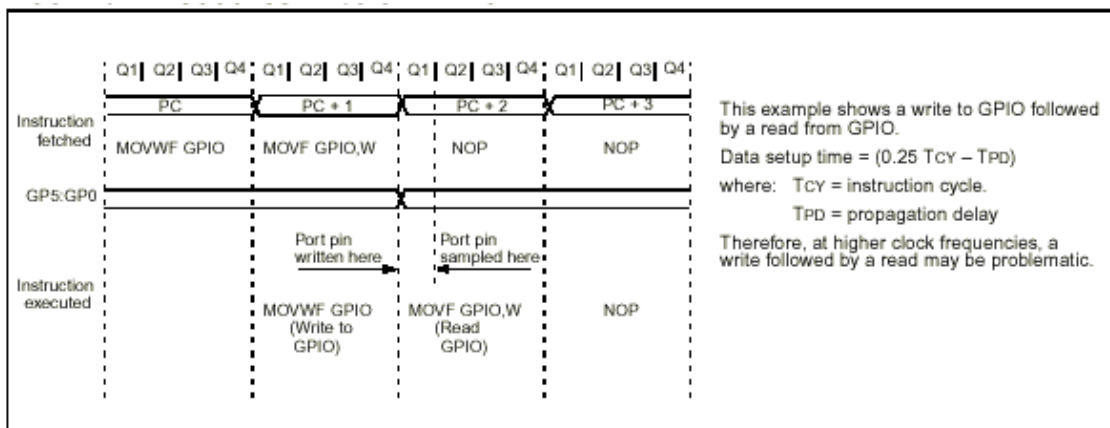 Q1 Q2 Q3 Q4 Q1 Q2 Q3 Q4 Q1 Q2 Q3 Q4 Q1 Q2 Q3 Q4
PC PC + 1 PC + 2 PC + 3
Instruction
fetched
MOVWF GPIO MOVF GPIO,W NOP NOP
GP5:GP0
Port pin
written here
Port pin
sampled here
Instruction
executed
MOVWF GPIO
(Write to
GPIO)
MOVF GPIO,W
(Read
GPIO)
NOP
This example shows a write to GPIO followed
by a read from GPIO.
Data setup time = (0.25 TCY – TPD)
where: TCY = instruction cycle.
TPD = propagation delay
Therefore, at higher clock frequencies, a
write followed by a read may be problematic.